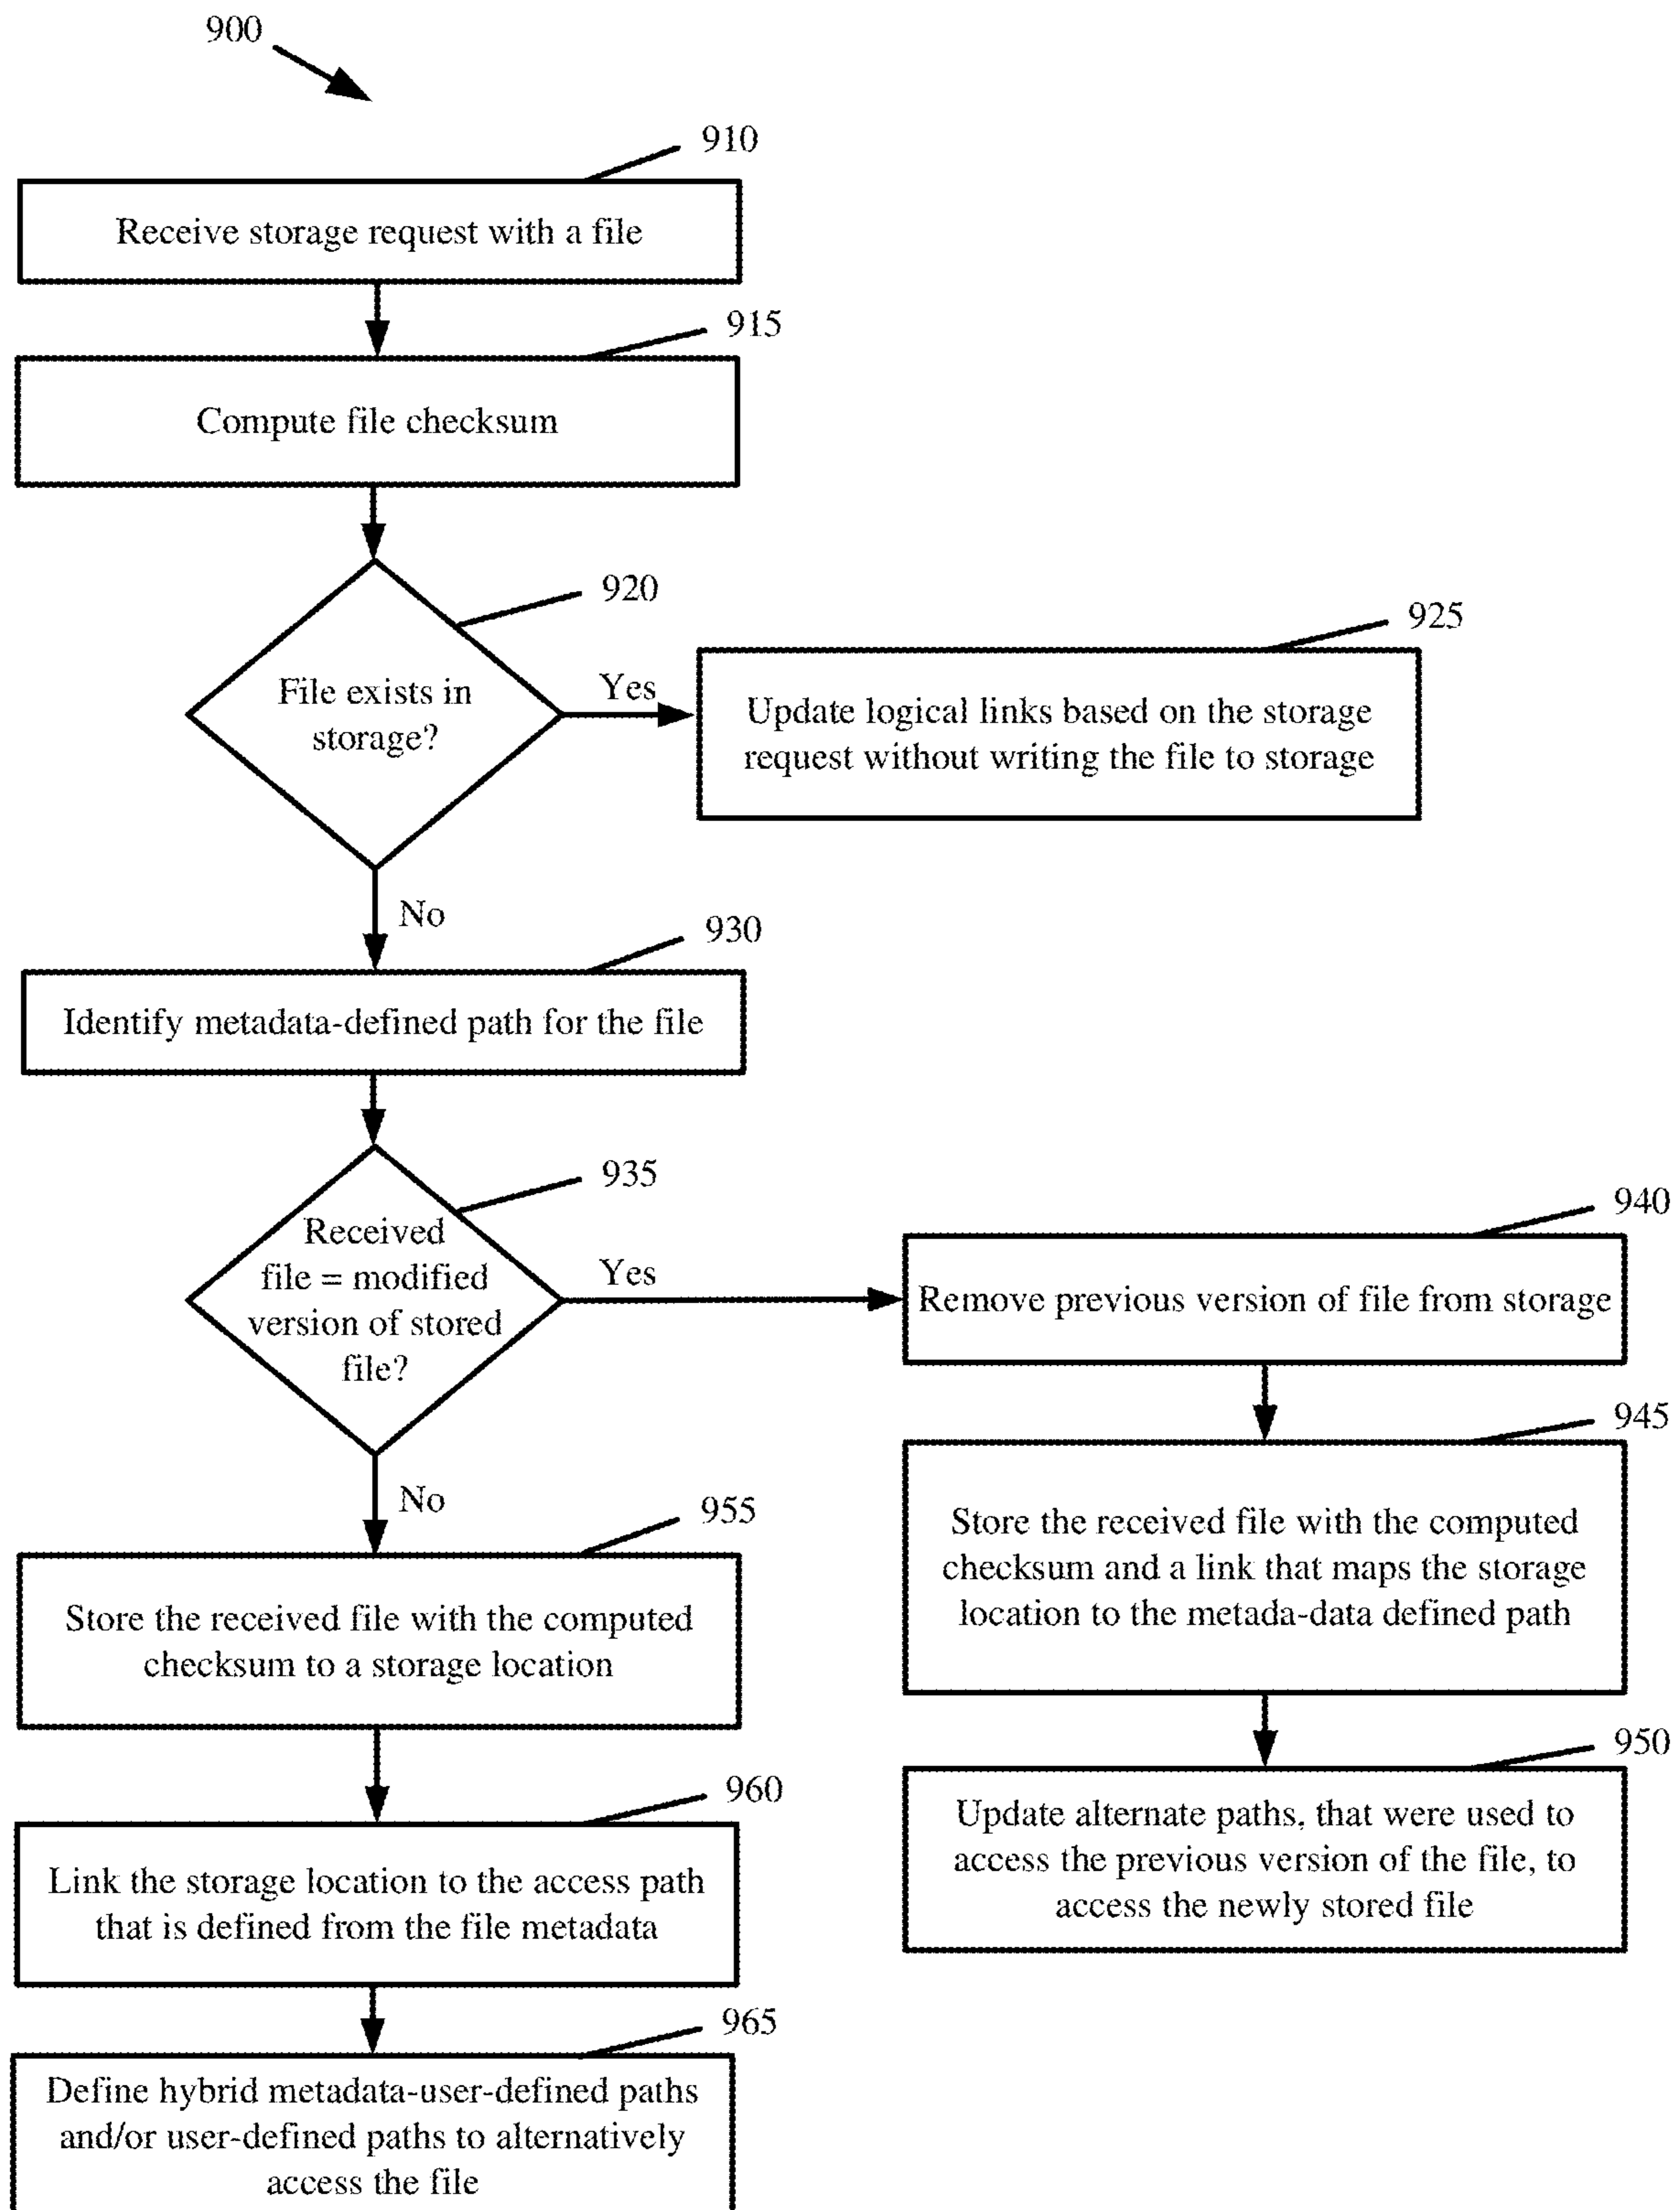 900
910
Receive storage request with a file
915
Compute file checksum
920
File exists in
storage?
Yes
925
Update logical links based on the storage
request without writing the file to storage
No
930
Identify metadata-defined path for the file
935
Received
file = modified
version of stored
file?
Yes
940
Remove previous version of file from storage
945
Store the received file with the computed
checksum and a link that maps the storage
location to the metada-data defined path
950
Update alternate paths, that were used to
access the previous version of the file, to
access the newly stored file
No
955
Store the received file with the computed
checksum to a storage location
960
Link the storage location to the access path
that is defined from the file metadata
965
Define hybrid metadata-user-defined paths
and/or user-defined paths to alternatively
access the file